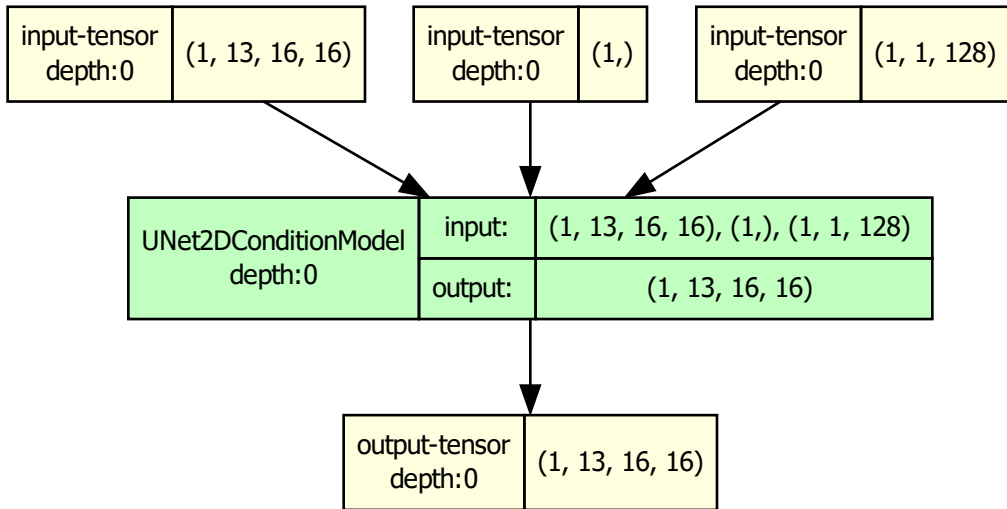 input-tensor
depth:0
(1, 13, 16, 16)
input-tensor
depth:0
(1,)
input-tensor
depth:0
(1, 1, 128)
UNet2DConditionModel
depth:0
input:
(1, 13, 16, 16), (1,), (1, 1, 128)
output:
(1, 13, 16, 16)
output-tensor
depth:0
(1, 13, 16, 16)